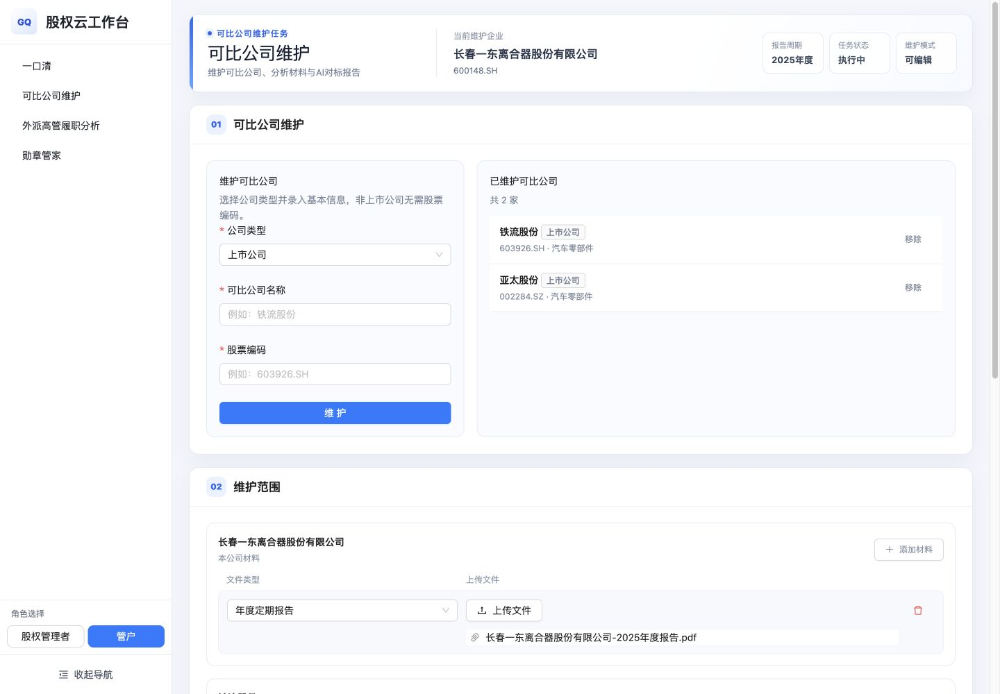 GQ 股权云工作台
一口清
可比公司维护
外派高管履职分析
勋章管家
角色选择
股权管理者 管户
收起导航
可比公司维护任务
可比公司维护
维护可比公司、分析材料与AI对标报告
当前维护企业
长春一东离合器股份有限公司
600148.SH
报告周期
2025年度
任务状态
执行中
维护模式
可编辑
01 可比公司维护
维护可比公司
选择公司类型并录入基本信息，非上市公司无需股票
编码。
* 公司类型
上市公司
* 可比公司名称
例如：铁流股份
* 股票编码
例如：603926.SH
维 护
已维护可比公司
共 2 家
铁流股份 上市公司
603926.SH · 汽车零部件
移除
亚太股份 上市公司
002284.SZ · 汽车零部件
移除
02 维护范围
长春一东离合器股份有限公司
本公司材料
添加材料
文件类型 上传文件
年度定期报告 上传文件
长春一东离合器股份有限公司-2025年度报告.pdf